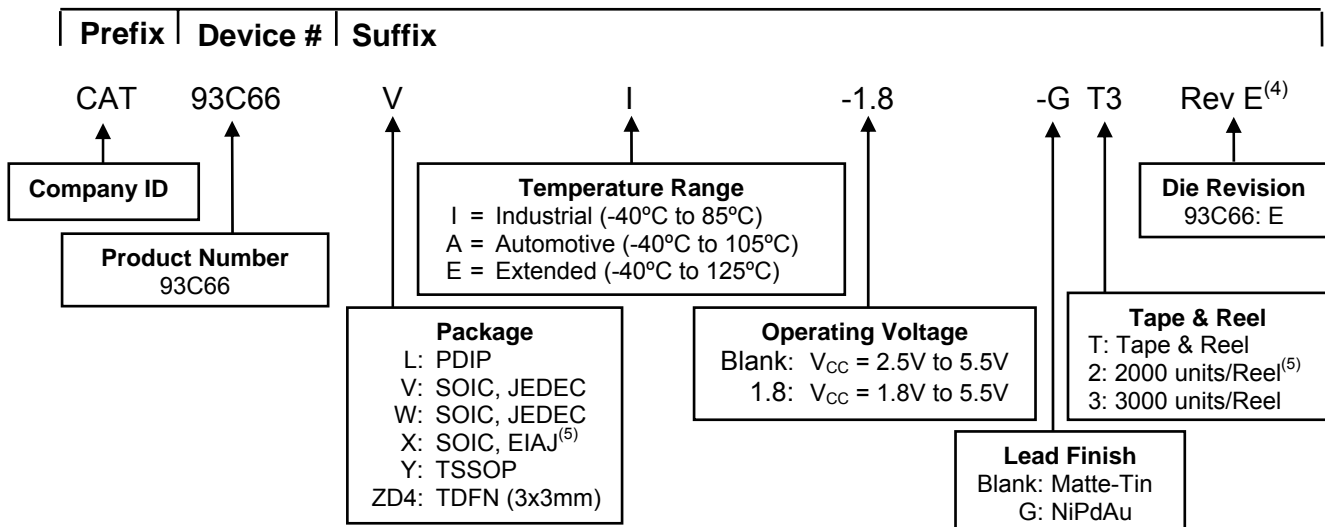 Prefix Device # Suffix
CAT 93C66 V I -1.8 -G T3 Rev E(4)
Company ID
Product Number
93C66
Temperature Range
I = Industrial (-40ºC to 85ºC)
A = Automotive (-40ºC to 105ºC)
E = Extended (-40ºC to 125ºC)
Die Revision
93C66: E
Package
L: PDIP
V: SOIC, JEDEC
W: SOIC, JEDEC
X: SOIC, EIAJ(5)
Y: TSSOP
ZD4: TDFN (3x3mm)
Operating Voltage
Blank: VCC = 2.5V to 5.5V
1.8: VCC = 1.8V to 5.5V
Tape & Reel
T: Tape & Reel
2: 2000 units/Reel(5)
3: 3000 units/Reel
Lead Finish
Blank: Matte-Tin
G: NiPdAu